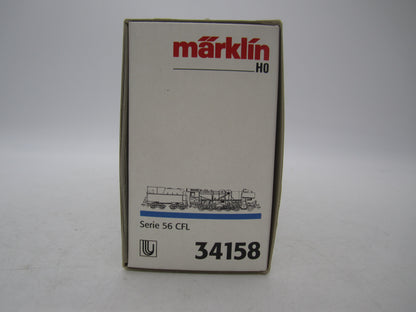 märklin
HO
Serie 56 CFL
34158